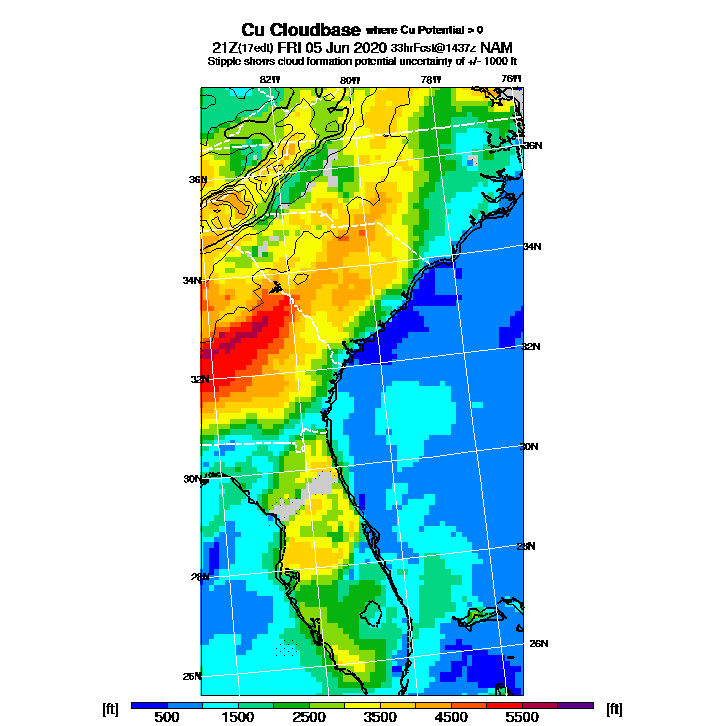 Cu Cloudbase where Cu Potential > 0
21Z(17edt) FRI 05 Jun 2020 33hrFcst@1437z NAM
Stipple shows cloud formation potential uncertainty of +/- 1000 ft
82W 80W 78W 76W
36N
36N
34N
34N
32N
32N
30N
30N
28N
28N
26N
26N
[ft] 500 1500 2500 3500 4500 5500 [ft]